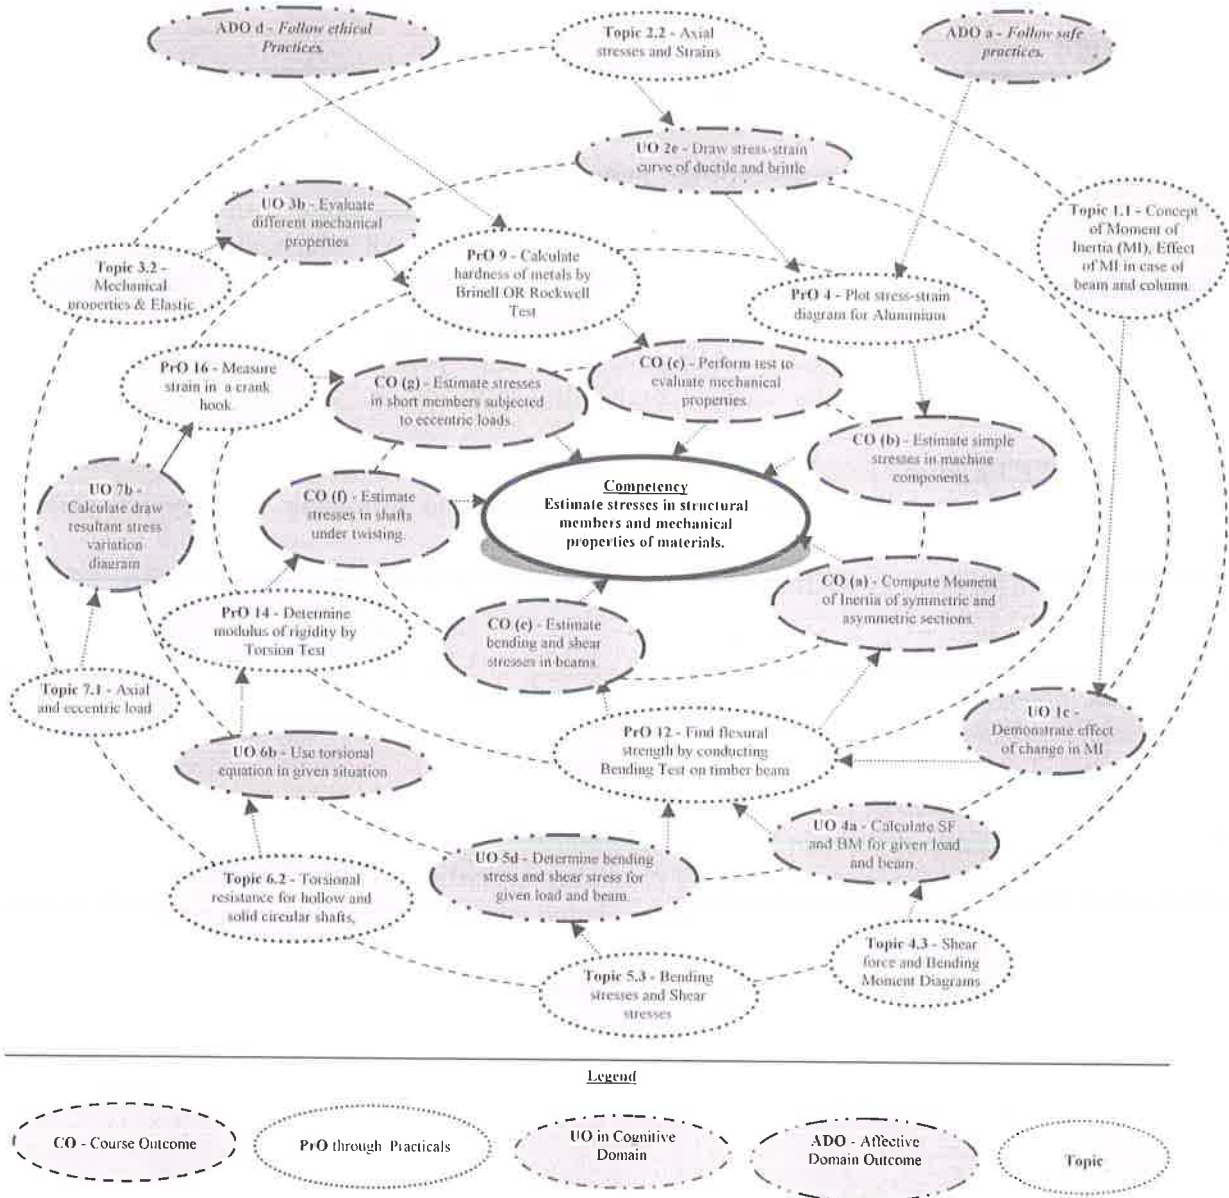 ADO d - Follow ethical
Practices.
Topic 2.2 - Axial
stresses and Strains
ADO a - Follow safe
practices.
UO 2e - Draw stress-strain
curve of ductile and brittle
UO 3b - Evaluate
different mechanical
properties
Topic 1.1 - Concept
of Moment of
Inertia (MI), Effect
of MI in case of
beam and column
Topic 3.2 -
Mechanical
properties & Elastic
PrO 9 - Calculate
hardness of metals by
Brinell OR Rockwell
Test
PrO 4 - Plot stress-strain
diagram for Aluminium
PrO 16 - Measure
strain in a crank
hook.
CO (g) - Estimate stresses
in short members subjected
to eccentric loads.
CO (c) - Perform test to
evaluate mechanical
properties.
CO (b) - Estimate simple
stresses in machine
components
UO 7b -
Calculate draw
resultant stress
variation
diagram
CO (f) - Estimate
stresses in shafts
under twisting.
Competency
Estimate stresses in structural
members and mechanical
properties of materials.
CO (a) - Compute Moment
of Inertia of symmetric and
asymmetric sections.
PrO 14 - Determine
modulus of rigidity by
Torsion Test
CO (e) - Estimate
bending and shear
stresses in beams.
Topic 7.1 - Axial
and eccentric load
UO 6b - Use torsional
equation in given situation
PrO 12 - Find flexural
strength by conducting
Bending Test on timber beam
UO 1c -
Demonstrate effect
of change in MI
UO 4a - Calculate SF
and BM for given load
and beam.
UO 5d - Determine bending
stress and shear stress for
given load and beam.
Topic 6.2 - Torsional
resistance for hollow and
solid circular shafts,
Topic 5.3 - Bending
stresses and Shear
stresses
Topic 4.3 - Shear
force and Bending
Moment Diagrams
Legend
CO - Course Outcome
PrO through Practicals
UO in Cognitive
Domain
ADO - Affective
Domain Outcome
Topic